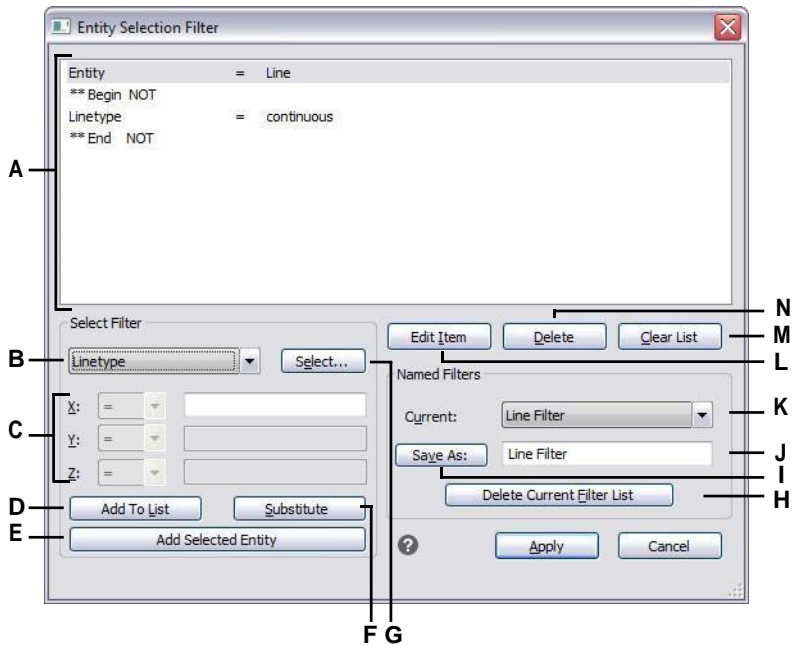 Entity Selection Filter
Entity = Line
** Begin NOT
Linetype = continuous
** End NOT
A
N
Select Filter
Edit Item Delete Clear List M
L
B Linetype Select...
Named Filters
C
X: =
Current: Line Filter K
Y: =
Save As: Line Filter J
I
Z: =
Delete Current Filter List H
D Add To List Substitute
E Add Selected Entity
? Apply Cancel
F G